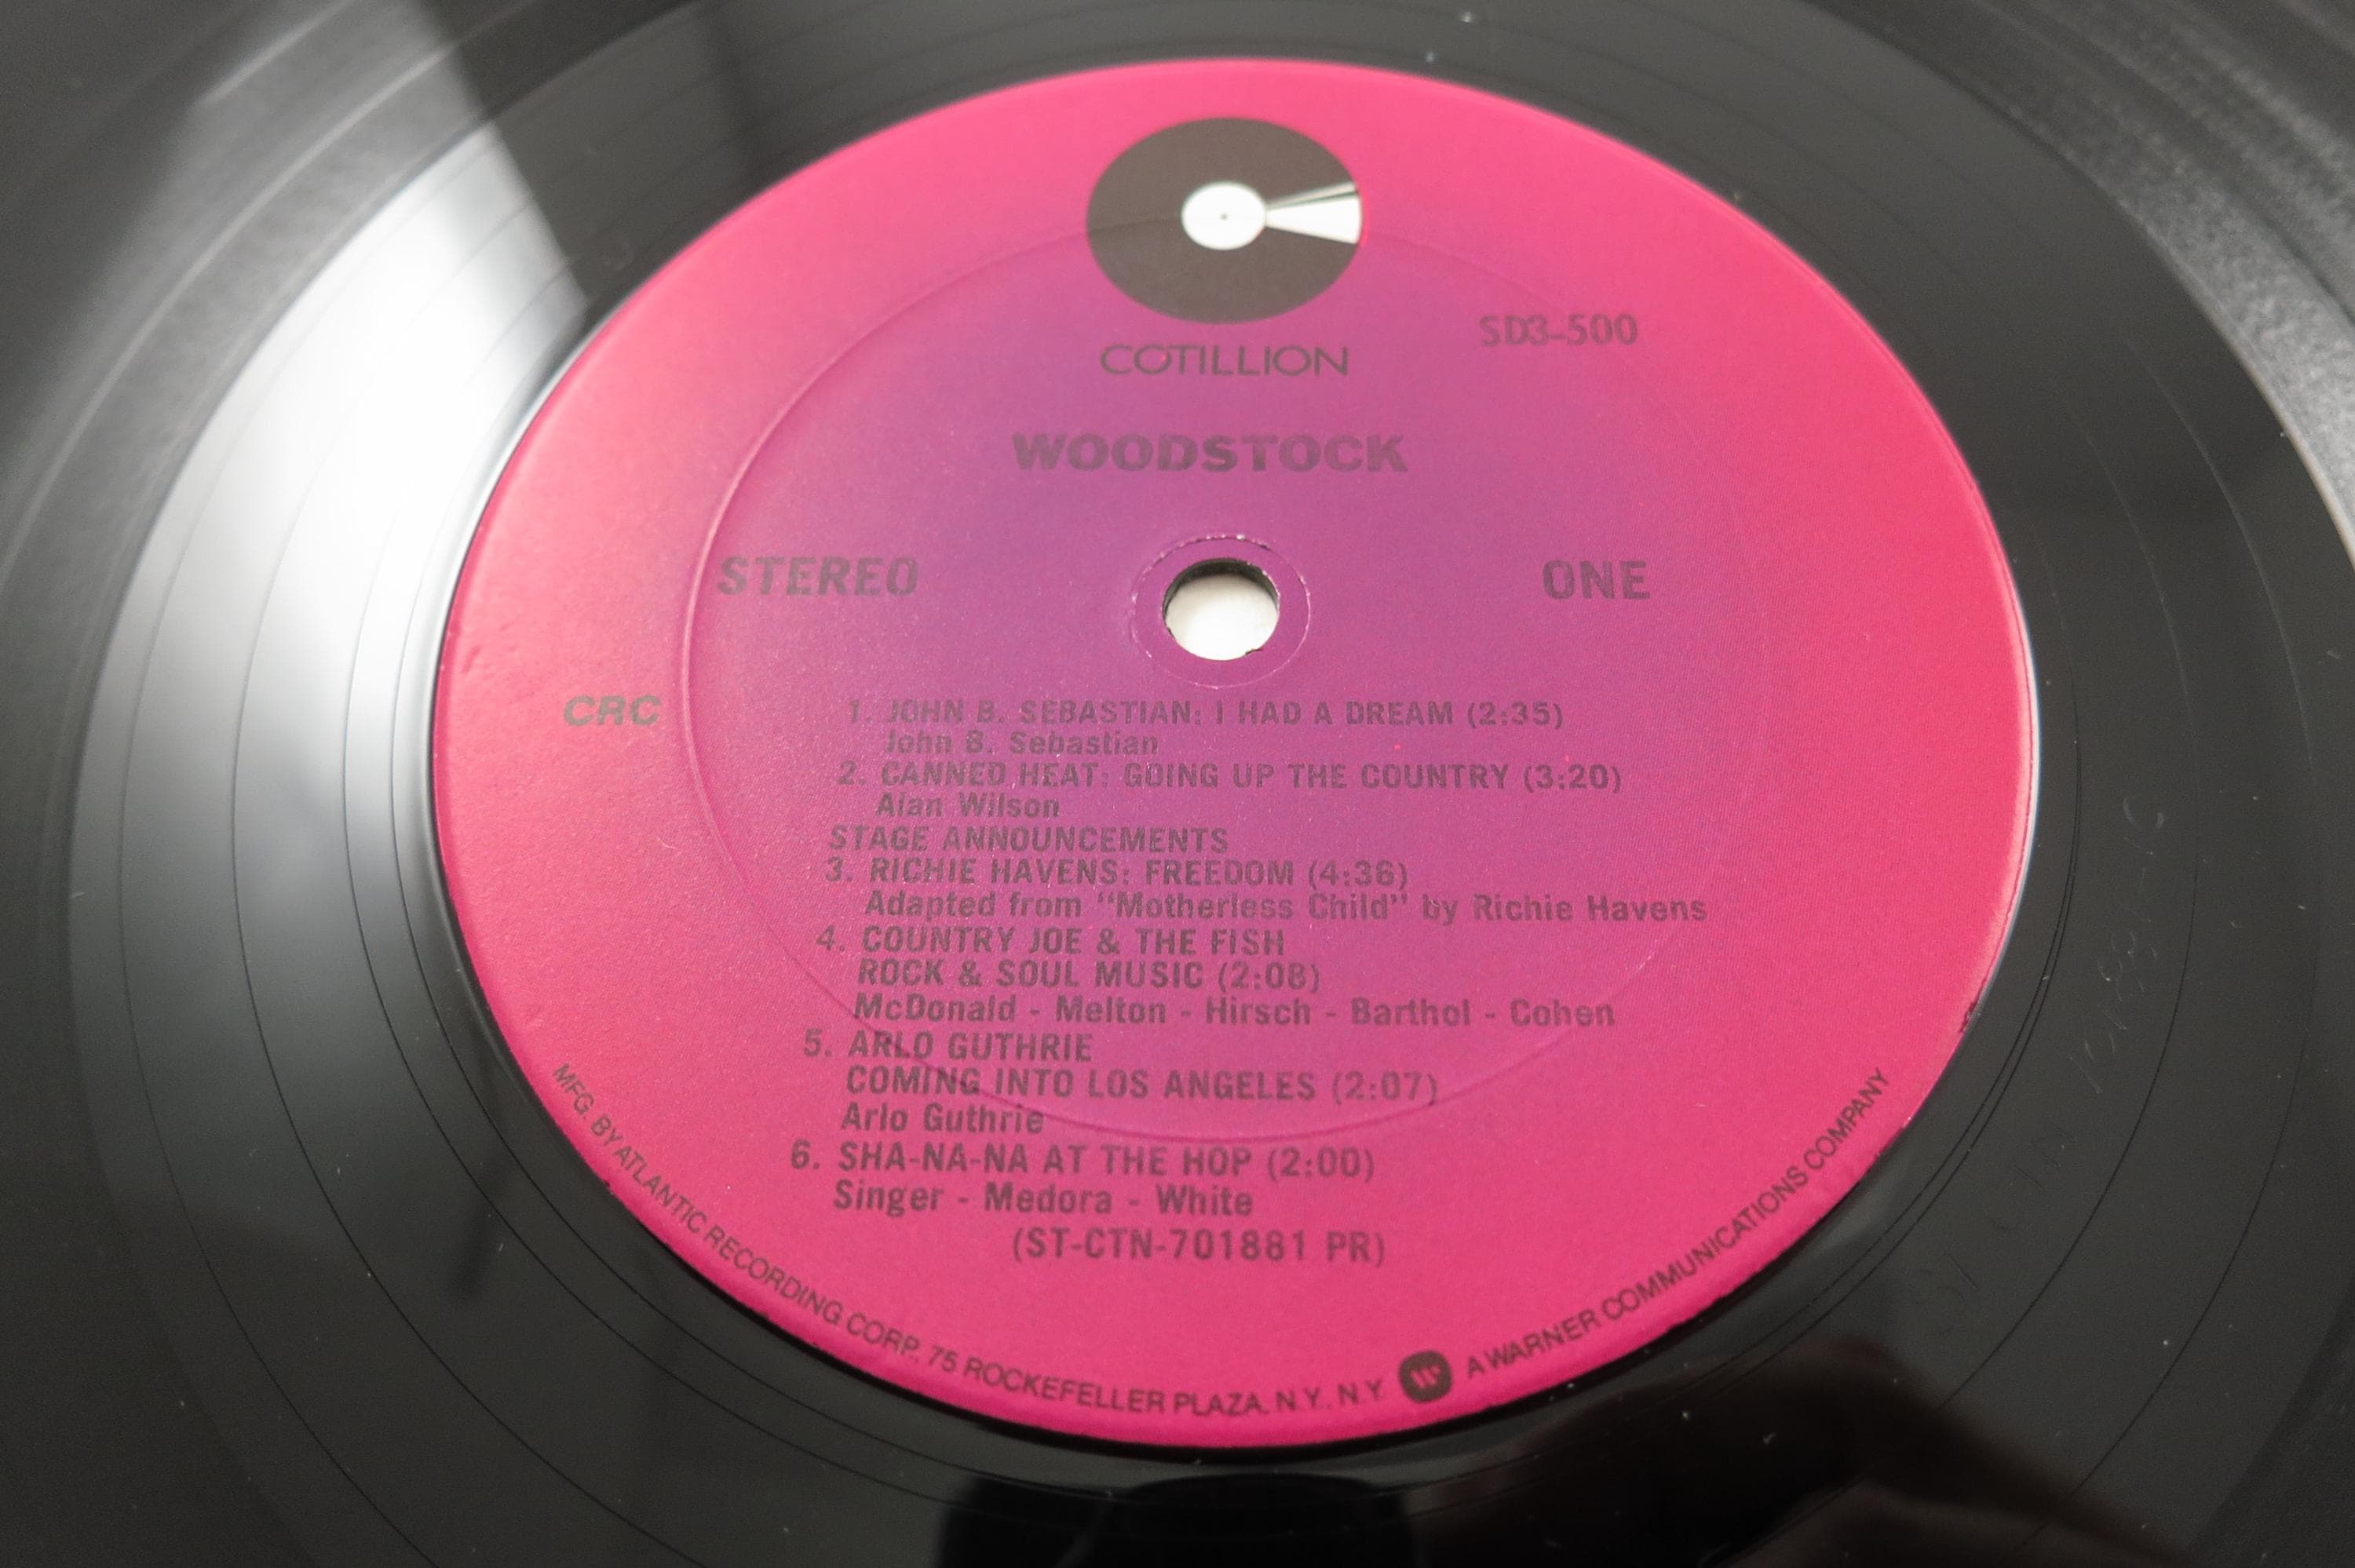 COTILLION
SD3-500
WOODSTOCK
STEREO
ONE
CRC
1. JOHN B. SEBASTIAN: I HAD A DREAM (2:35)
John B. Sebastian
2. CANNED HEAT: GOING UP THE COUNTRY (3:20)
Alan Wilson
STAGE ANNOUNCEMENTS
3. RICHIE HAVENS: FREEDOM (4:36)
Adapted from "Motherless Child" by Richie Havens
4. COUNTRY JOE & THE FISH
ROCK & SOUL MUSIC (2:08)
McDonald - Melton - Hirsch - Barthol - Cohen
5. ARLO GUTHRIE
COMING INTO LOS ANGELES (2:07)
Arlo Guthrie
6. SHA-NA-NA AT THE HOP (2:00)
Singer - Medora - White
(ST-CTN-701881 PR)
MFG. BY ATLANTIC RECORDING CORP. 75 ROCKEFELLER PLAZA. N.Y., N.Y. A WARNER COMMUNICATIONS COMPANY